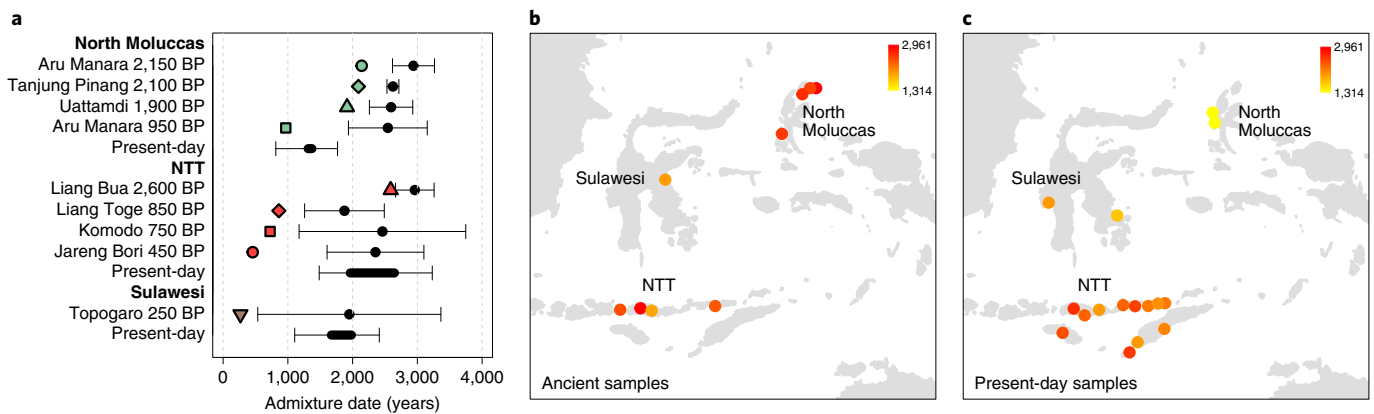 a
North Moluccas
Aru Manara 2,150 BP
Tanjung Pinang 2,100 BP
Uattamdi 1,900 BP
Aru Manara 950 BP
Present-day
NTT
Liang Bua 2,600 BP
Liang Toge 850 BP
Komodo 750 BP
Jareng Bori 450 BP
Present-day
Sulawesi
Topogaro 250 BP
Present-day
0 1,000 2,000 3,000 4,000
Admixture date (years)
b
2,961
1,314
North
Moluccas
Sulawesi
NTT
Ancient samples
c
2,961
1,314
North
Moluccas
Sulawesi
NTT
Present-day samples